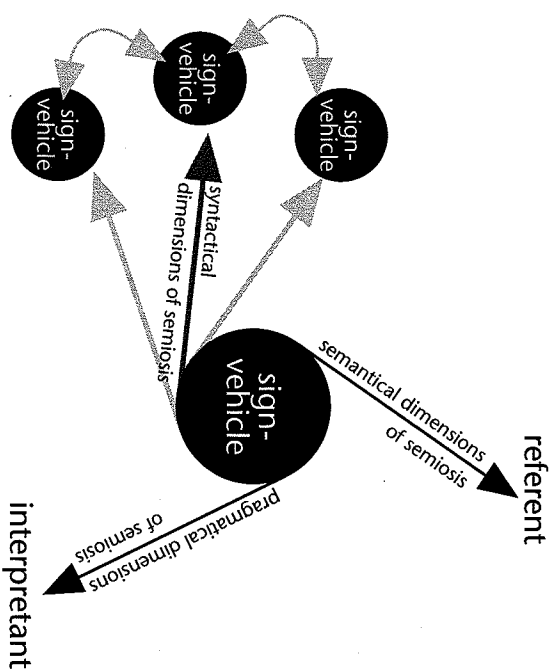 referent
interpretant
semantical dimensions
of semiosis
pragmatical dimensions
of semiosis
sign-
vehicle
syntactical
dimensions of semiosis
sign-
vehicle
sign-
vehicle
sign-
vehicle